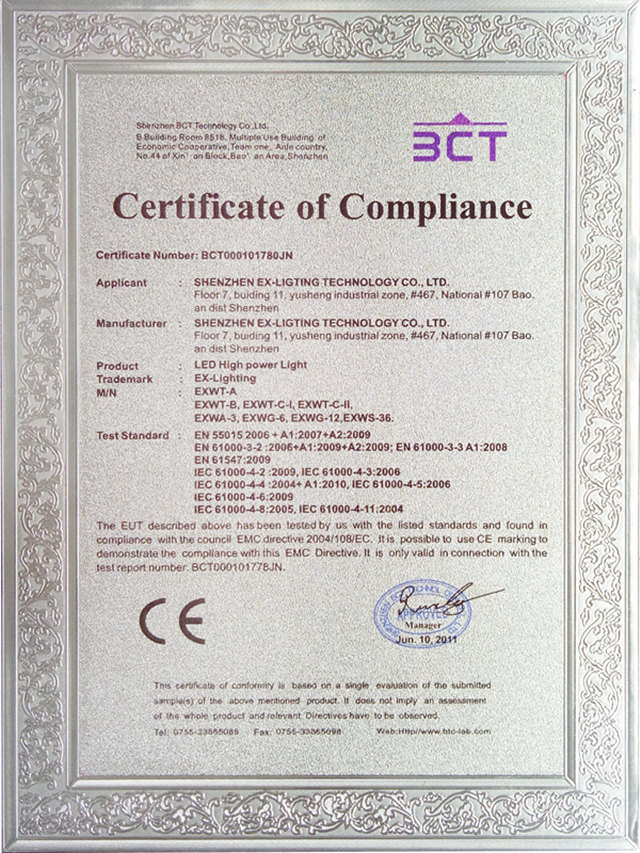 Shenzhen BCT Technology Co.,Ltd.
B Building Room 8518, Multiple Use Building of
Economic Cooperative,Team one, Anle country,
No.44 of Xin' an Block,Bao' an Area,Shenzhen
BCT
Certificate of Compliance
Certificate Number: BCT000101780JN
Applicant : SHENZHEN EX-LIGTING TECHNOLOGY CO., LTD.
Floor 7, buiding 11, yusheng industrial zone, #467, National #107 Bao.
an dist Shenzhen
Manufacturer : SHENZHEN EX-LIGTING TECHNOLOGY CO., LTD.
Floor 7, buiding 11, yusheng industrial zone, #467, National #107 Bao.
an dist Shenzhen
Product : LED High power Light
Trademark : EX-Lighting
M/N : EXWT-A
EXWT-B, EXWT-C-I, EXWT-C-II,
EXWA-3, EXWG-6, EXWG-12,EXWS-36.
Test Standard : EN 55015 2006 + A1:2007+A2:2009
EN 61000-3-2 :2006+A1:2009+A2:2009; EN 61000-3-3 A1:2008
EN 61547:2009
IEC 61000-4-2 :2009, IEC 61000-4-3:2006
IEC 61000-4-4 :2004+ A1:2010, IEC 61000-4-5:2006
IEC 61000-4-6:2009
IEC 61000-4-8:2005, IEC 61000-4-11:2004
The EUT described above has been tested by us with the listed standards and found in
compliance with the council EMC directive 2004/108/EC. It is possible to use CE marking to
demonstrate the compliance with this EMC Directive. It is only valid in connection with the
test report number: BCT000101778JN.
CE
APPROVED
Manager
Jun. 10, 2011
This certificate of conformity is based on a single evaluation of the submitted
sample(s) of the above mentioned product. It does not imply an assessment
of the whole product and relevant Directives have to be observed.
Tel: 0755-33865086 Fax: 0755-33865098 Web:Http//www.btc-lab.com